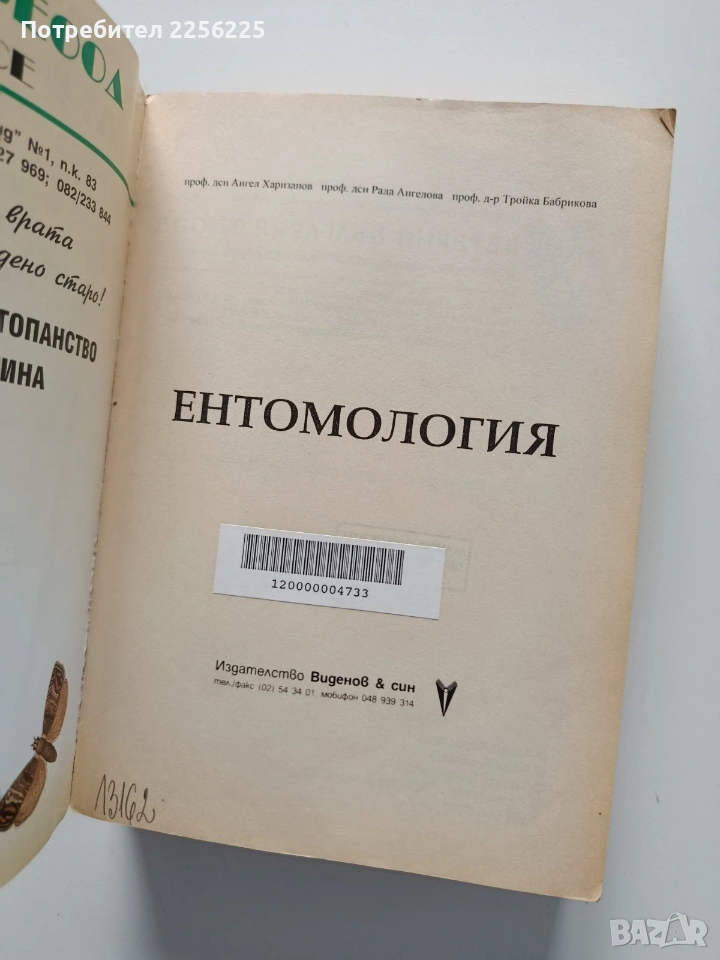 Потребител 2256225
СЕ
№1, п.к. 83
27 969; 082/233 844
врата
дено старо!
ТОПАНСТВО
ИНА
проф. дсн Ангел Харизанов проф. дсн Рада Ангелова проф. д-р Тройка Бабрикова
ЕНТОМОЛОГИЯ
120000004733
Издателство Виденов & син
тел./факс (02) 54 34 01, мобифон 048 939 314
13162
BAZAR